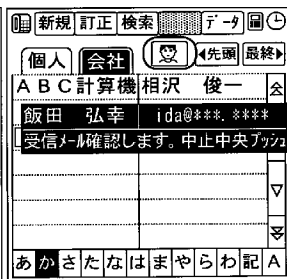 新規 訂正 検索 ﾃﾞｰﾀ
個人 会社 ◀先頭 最終▶
ABC計算機 相沢 俊一 全
飯田 弘幸 ida@***.****
受信ﾒｰﾙ確認します。中止中央ﾌﾟｯｼｭ
あ か さ た な は ま や ら わ 記 A